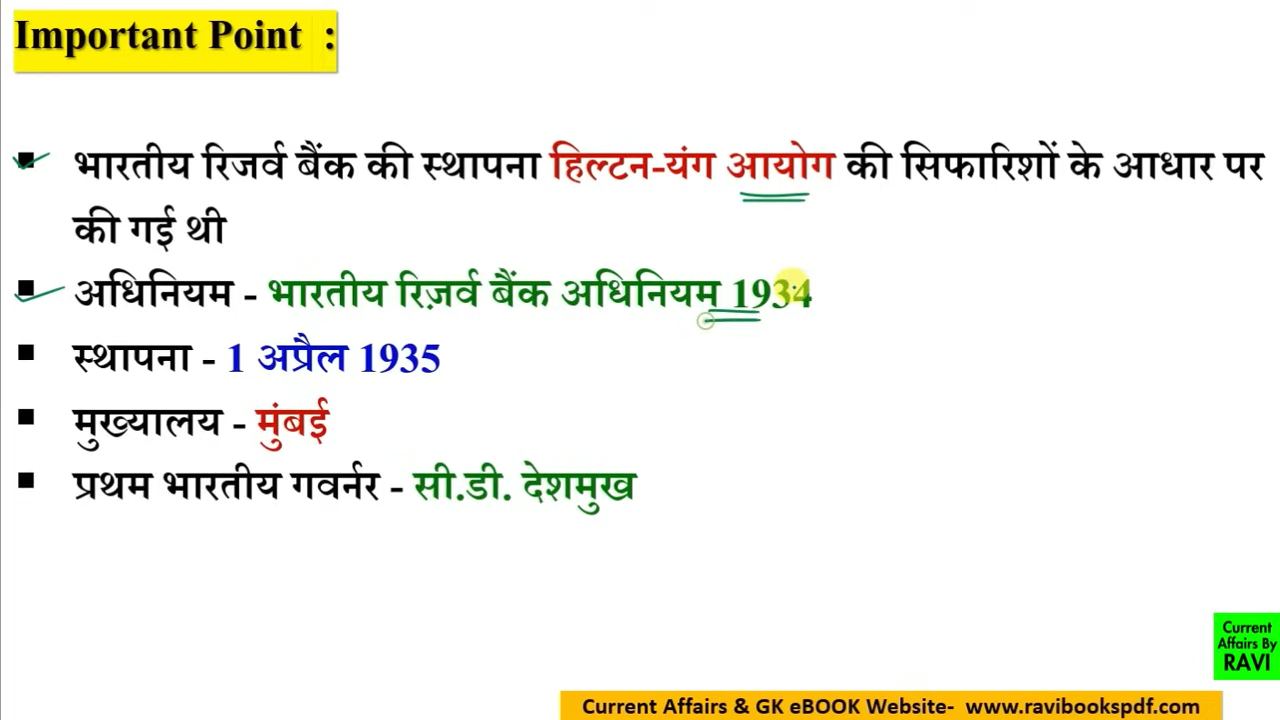 Important Point :
भारतीय रिजर्व बैंक की स्थापना हिल्टन-यंग आयोग की सिफारिशों के आधार पर
की गई थी
अधिनियम - भारतीय रिज़र्व बैंक अधिनियम 1934
स्थापना - 1 अप्रैल 1935
मुख्यालय - मुंबई
प्रथम भारतीय गवर्नर - सी.डी. देशमुख
Current
Affairs By
RAVI
Current Affairs & GK eBOOK Website- www.ravibookspdf.com